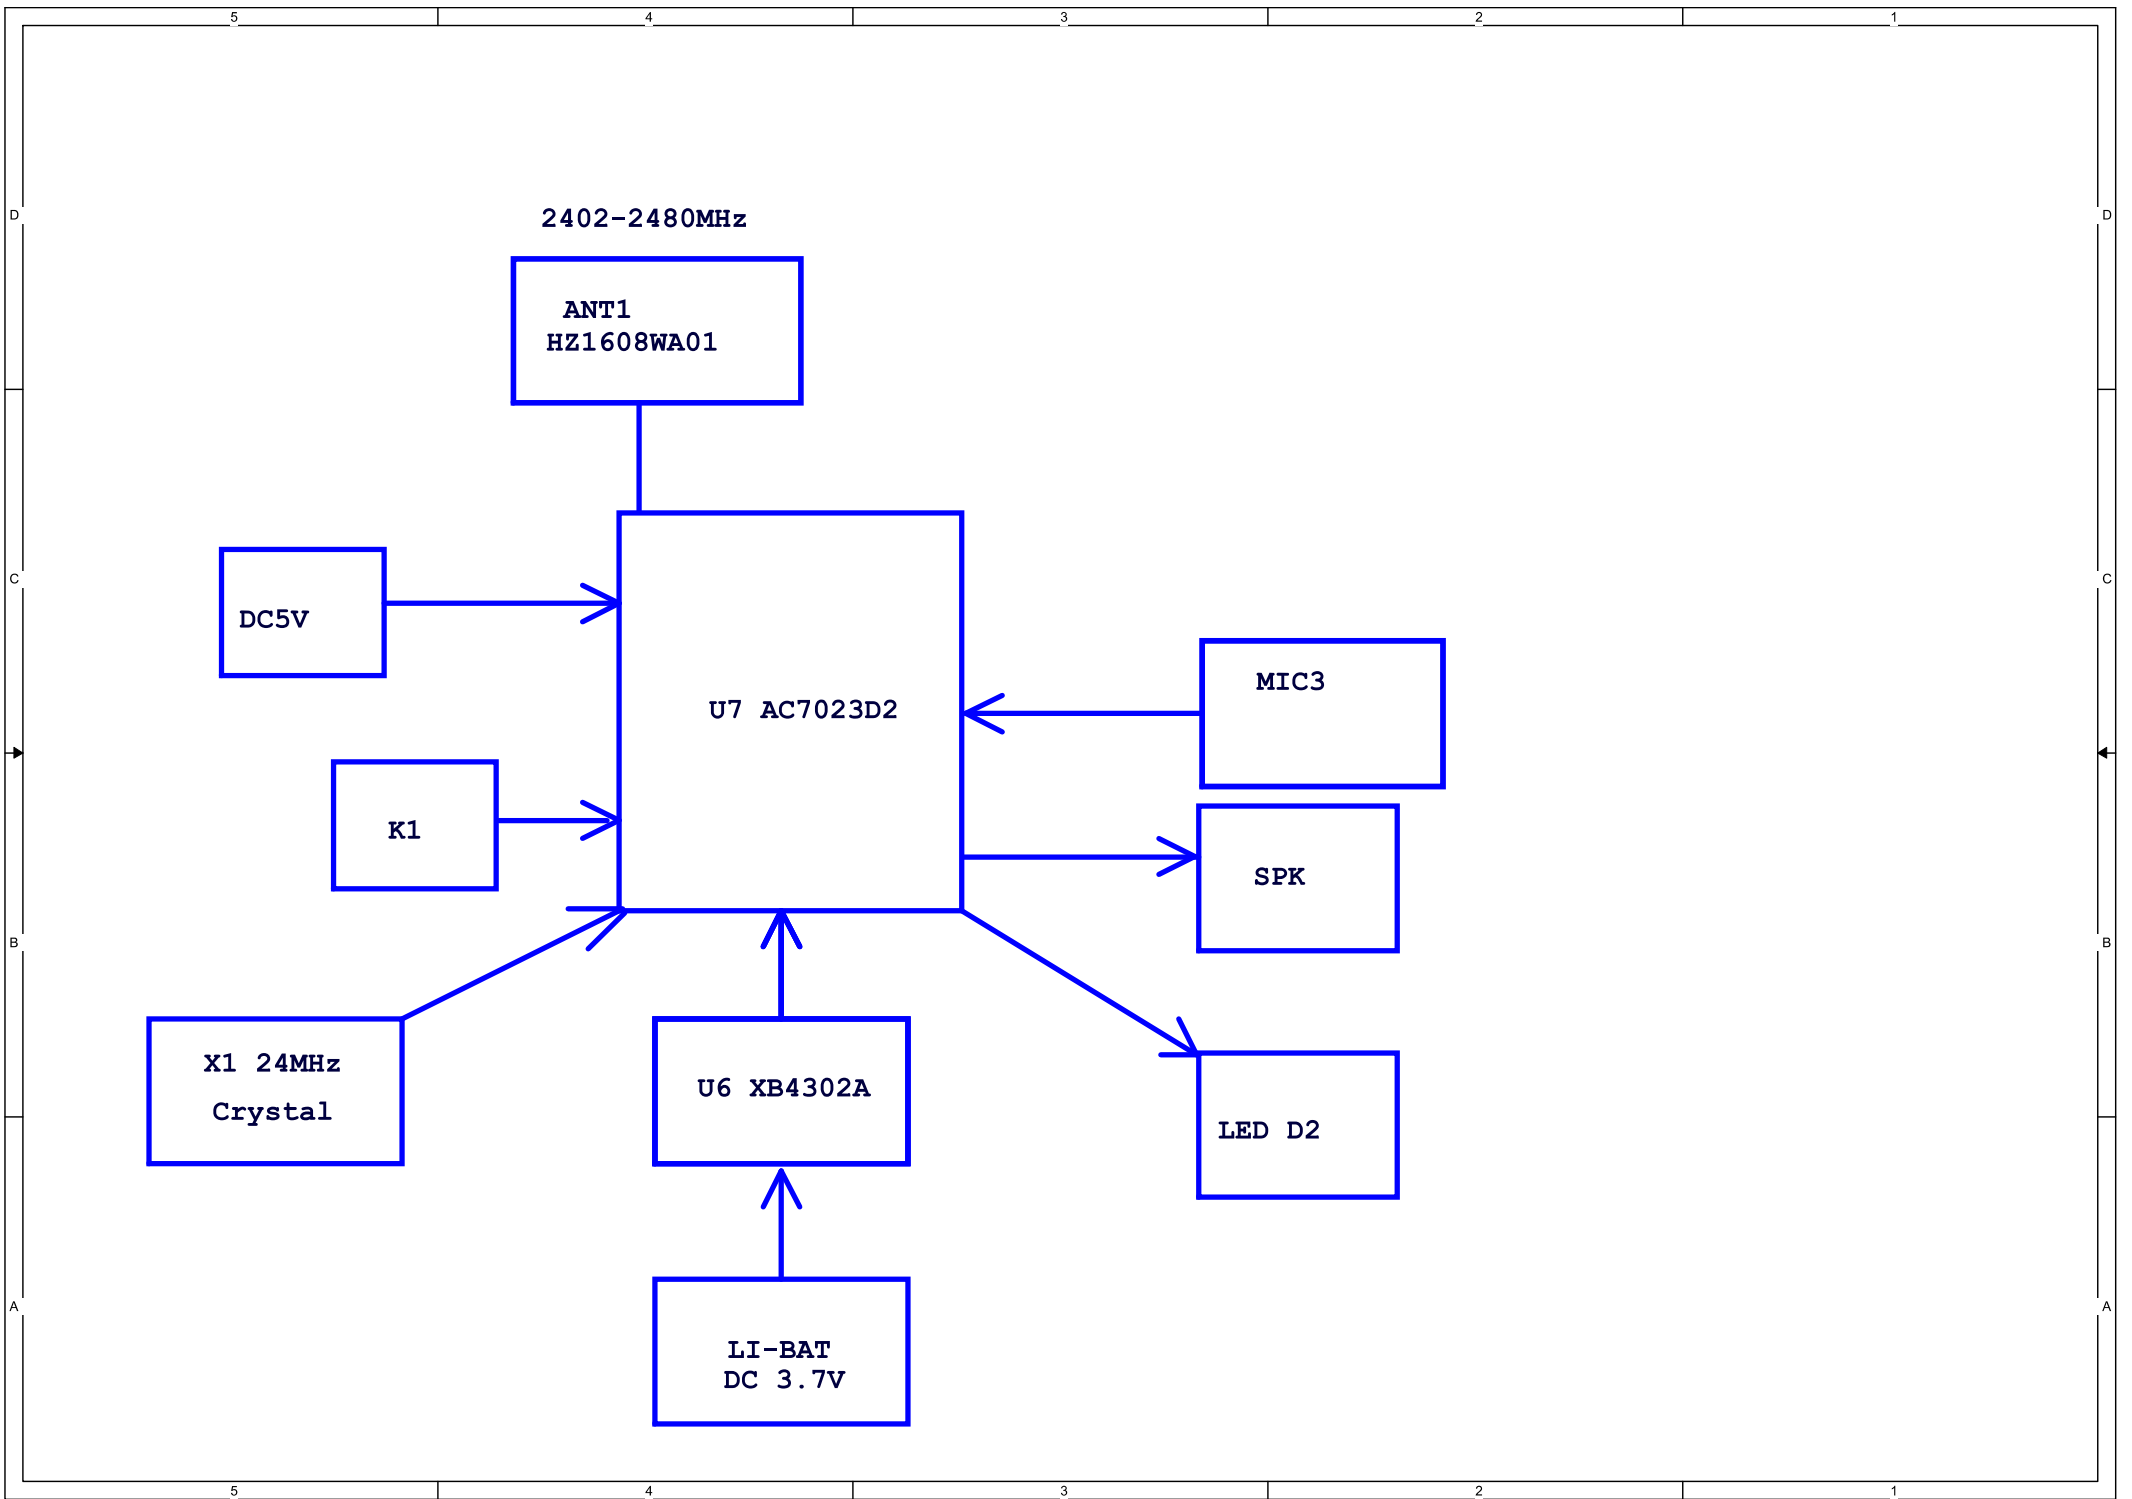 5 4 3 2 1
D D
2402-2480MHz
ANT1
HZ1608WA01
C C
DC5V
MIC3
U7 AC7023D2
K1
SPK
B B
X1 24MHz
Crystal
U6 XB4302A
LED D2
A A
LI-BAT
DC 3.7V
5 4 3 2 1